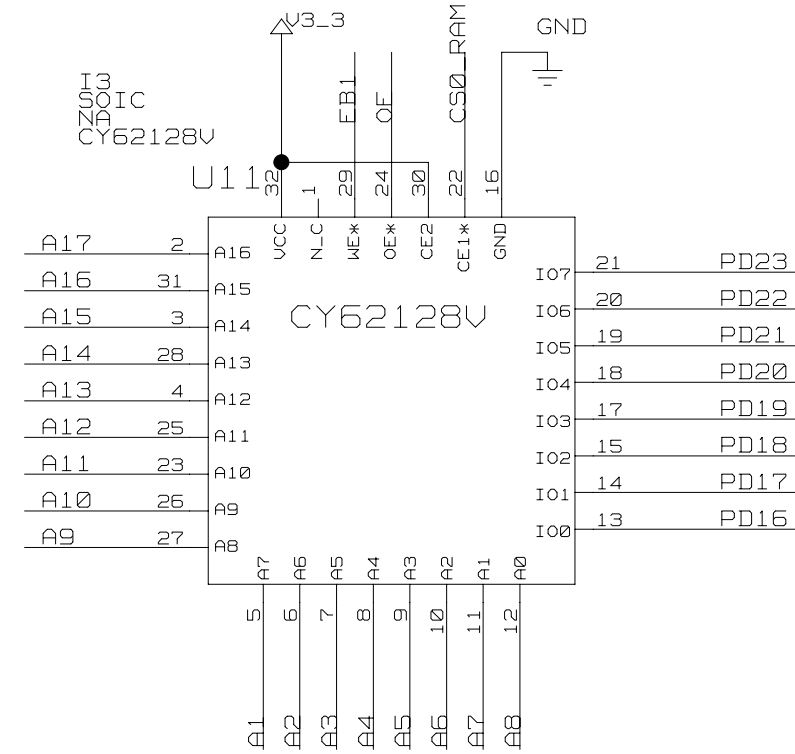 V3_3
GND
I3
SOIC
NA
CY62128V
EB1
OE
CS0_RAM
U11
32
1
29
24
30
22
16
VCC
N_C
WE*
OE*
CE2
CE1*
GND
CY62128V
A17 2 A16
A16 31 A15
A15 3 A14
A14 28 A13
A13 4 A12
A12 25 A11
A11 23 A10
A10 26 A9
A9 27 A8
IO7 21 PD23
IO6 20 PD22
IO5 19 PD21
IO4 18 PD20
IO3 17 PD19
IO2 15 PD18
IO1 14 PD17
IO0 13 PD16
A7 A6 A5 A4 A3 A2 A1 A0
5 6 7 8 9 10 11 12
A1 A2 A3 A4 A5 A6 A7 A8